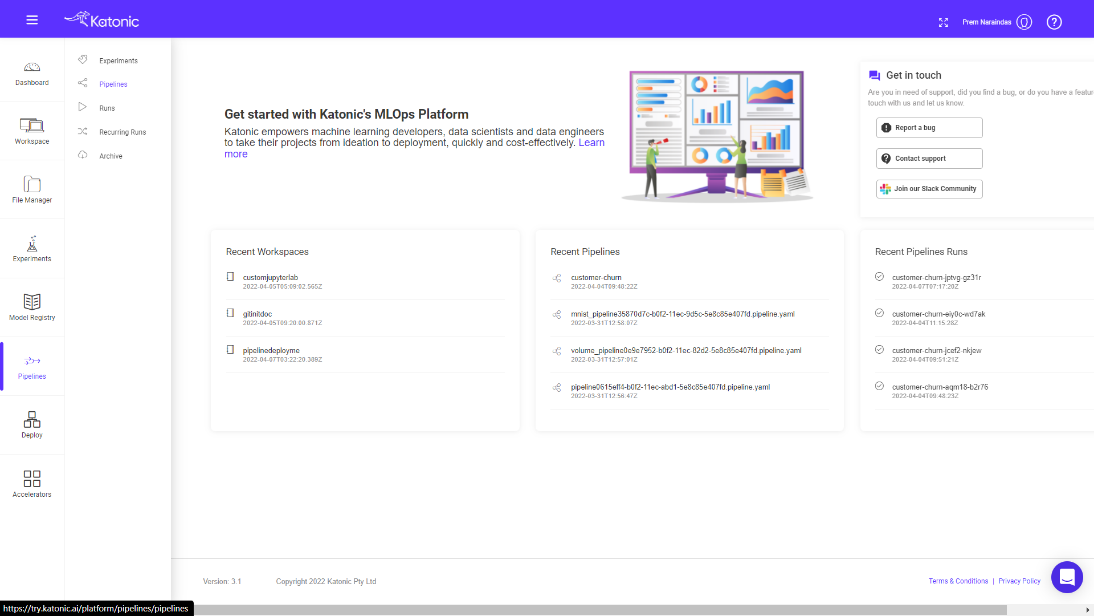 Katonic
Prem Naraindas
Dashboard
Workspace
File Manager
Experiments
Model Registry
Pipelines
Deploy
Accelerators
Experiments
Pipelines
Runs
Recurring Runs
Archive
Get started with Katonic's MLOps Platform
Katonic empowers machine learning developers, data scientists and data engineers
to take their projects from ideation to deployment, quickly and cost-effectively. Learn
more
Get in touch
Are you in need of support, did you find a bug, or do you have a featur
touch with us and let us know.
Report a bug
Contact support
Join our Slack Community
Recent Workspaces
customjupyterlab
2022-04-05T05:09:02.565Z
gitinitdoc
2022-04-05T09:20:00.871Z
pipelinedeployme
2022-04-07T03:22:20.389Z
Recent Pipelines
customer-churn
2022-04-04T09:40:22Z
mnist_pipeline35870d7c-b0f2-11ec-9d5c-5e8c85e407fd.pipeline.yaml
2022-03-31T12:58:07Z
volume_pipeline0e9e7952-b0f2-11ec-82d2-5e8c85e407fd.pipeline.yaml
2022-03-31T12:57:01Z
pipeline0615eff4-b0f2-11ec-abd1-5e8c85e407fd.pipeline.yaml
2022-03-31T12:56:47Z
Recent Pipelines Runs
customer-churn-jptvg-gz31r
2022-04-07T07:17:20Z
customer-churn-eiy0c-wd7ak
2022-04-04T11:15:28Z
customer-churn-jcef2-nkjew
2022-04-04T09:51:21Z
customer-churn-aqm18-b2r76
2022-04-04T09:48:23Z
Version: 3.1
Copyright 2022 Katonic Pty Ltd
Terms & Conditions | Privacy Policy
https://try.katonic.ai/platform/pipelines/pipelines